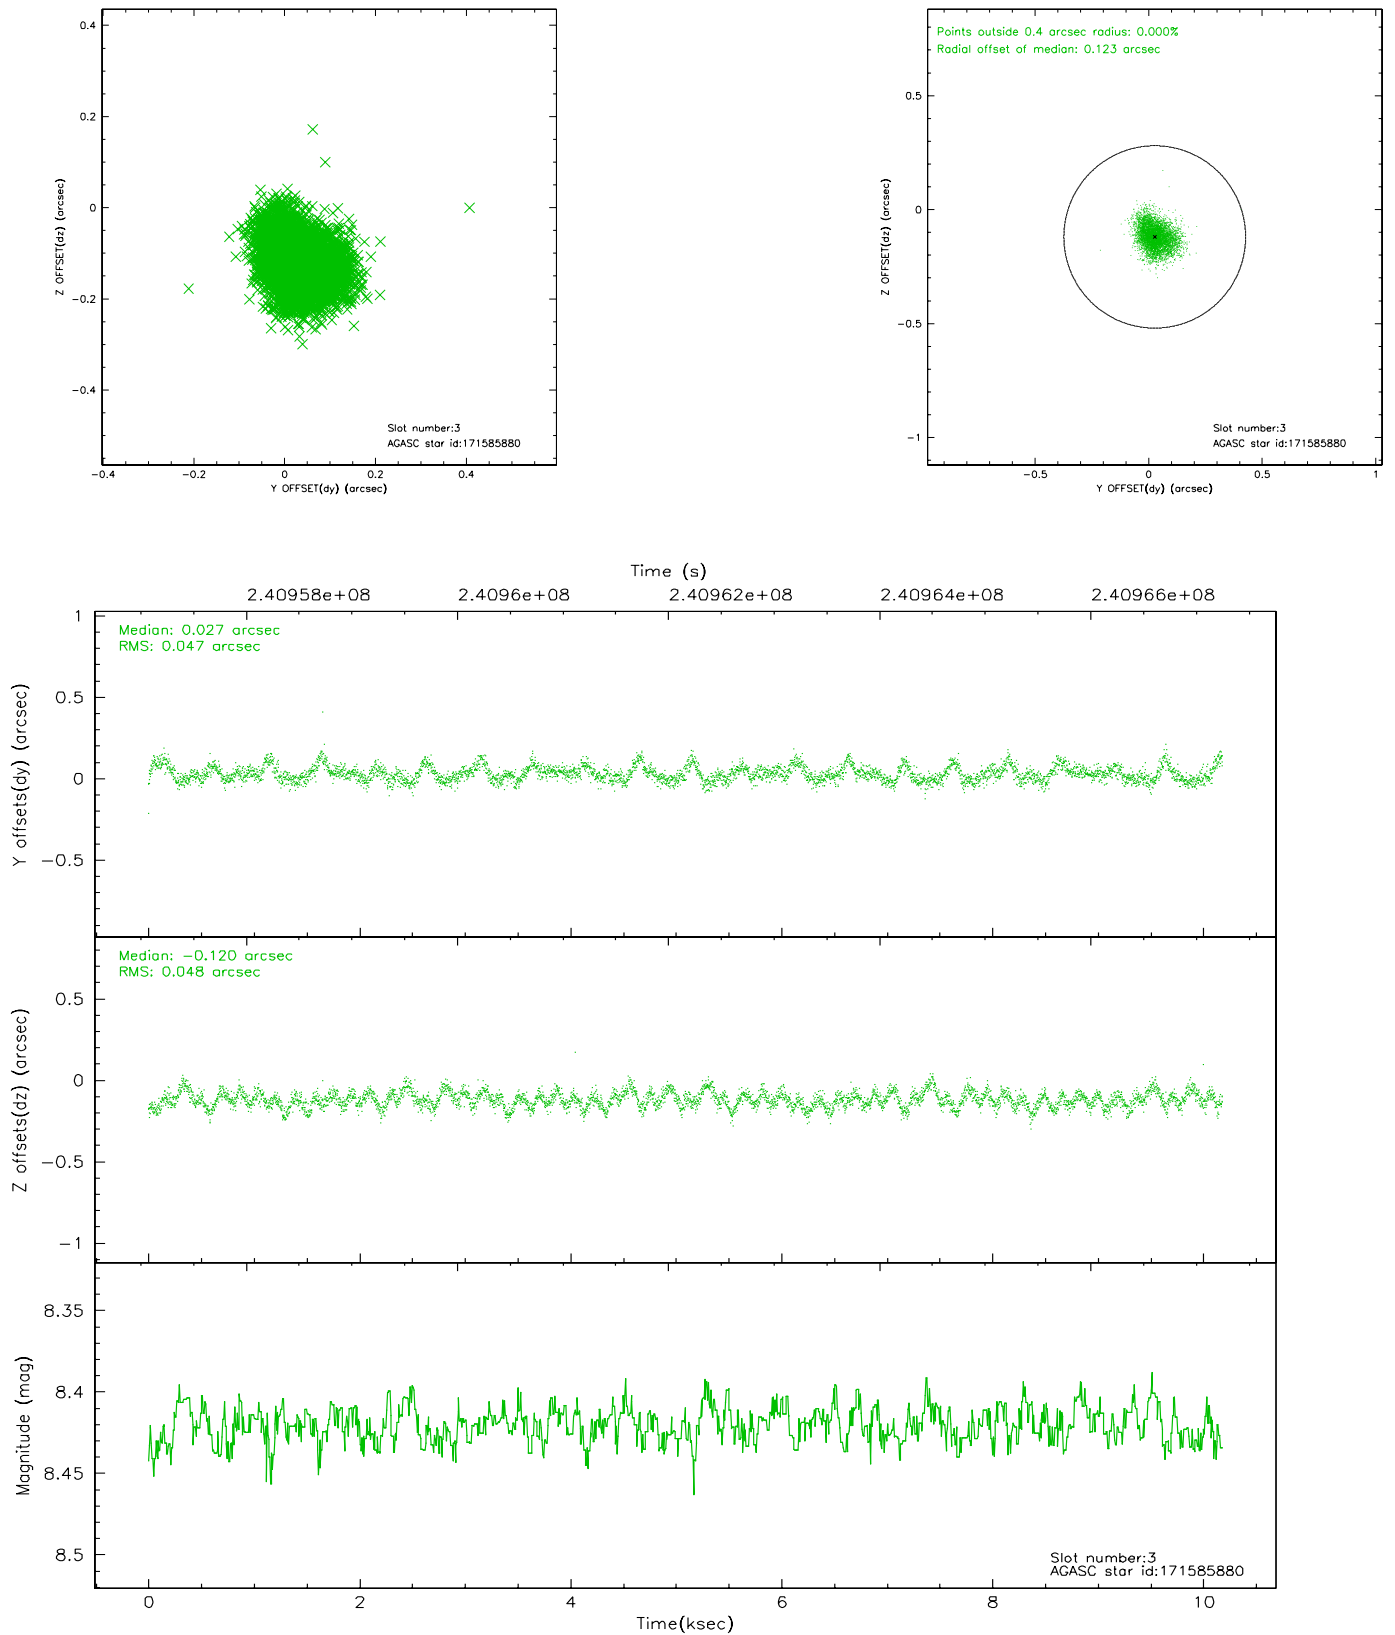 0.4
0.2
0
−0.2
−0.4
Z OFFSET(dz) (arcsec)
Slot number:3
AGASC star id:171585880
−0.4 −0.2 0 0.2 0.4
Y OFFSET(dy) (arcsec)
Points outside 0.4 arcsec radius: 0.000%
Radial offset of median: 0.123 arcsec
0.5
0
−0.5
−1
Z OFFSET(dz) (arcsec)
Slot number:3
AGASC star id:171585880
−0.5 0 0.5 1
Y OFFSET(dy) (arcsec)
Time (s)
2.40958e+08 2.4096e+08 2.40962e+08 2.40964e+08 2.40966e+08
Median: 0.027 arcsec
RMS: 0.047 arcsec
1
0.5
0
−0.5
Y offsets(dy) (arcsec)
Median: −0.120 arcsec
RMS: 0.048 arcsec
0.5
0
−0.5
−1
Z offsets(dz) (arcsec)
8.35
8.4
8.45
8.5
Magnitude (mag)
Slot number:3
AGASC star id:171585880
0 2 4 6 8 10
Time(ksec)